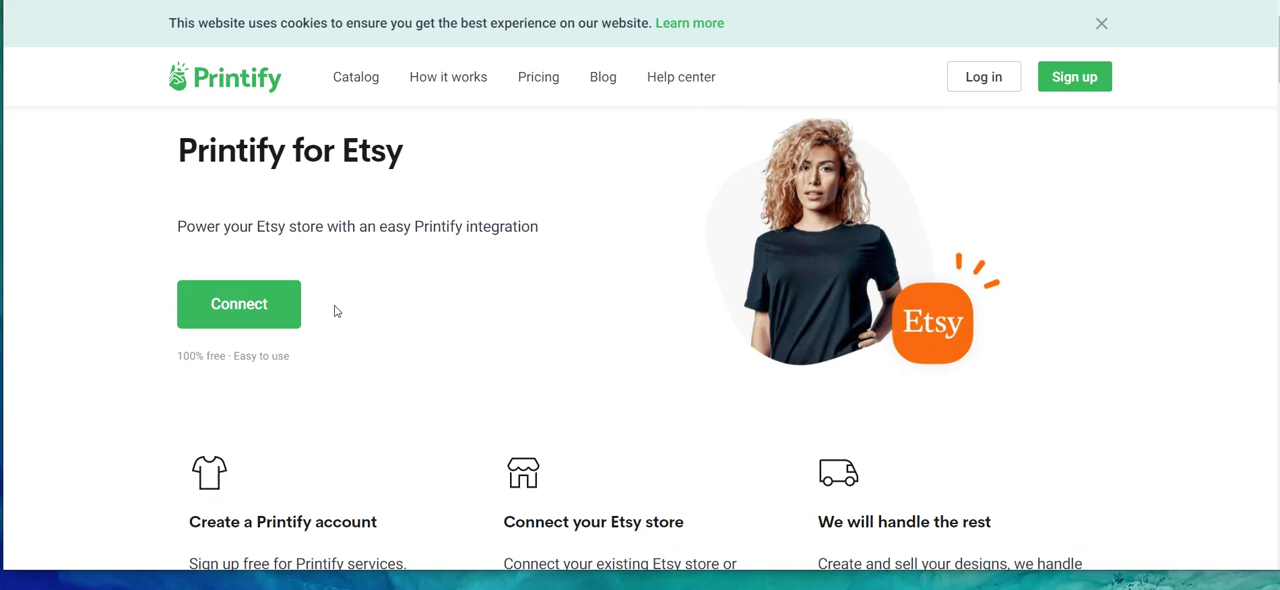 This website uses cookies to ensure you get the best experience on our website. Learn more
Printify
Catalog
How it works
Pricing
Blog
Help center
Log in
Sign up
Printify for Etsy
Power your Etsy store with an easy Printify integration
Connect
100% free · Easy to use
Etsy
Create a Printify account
Connect your Etsy store
We will handle the rest
Sign up free for Printify services.
Connect your existing Etsy store or
Create and sell your designs, we handle